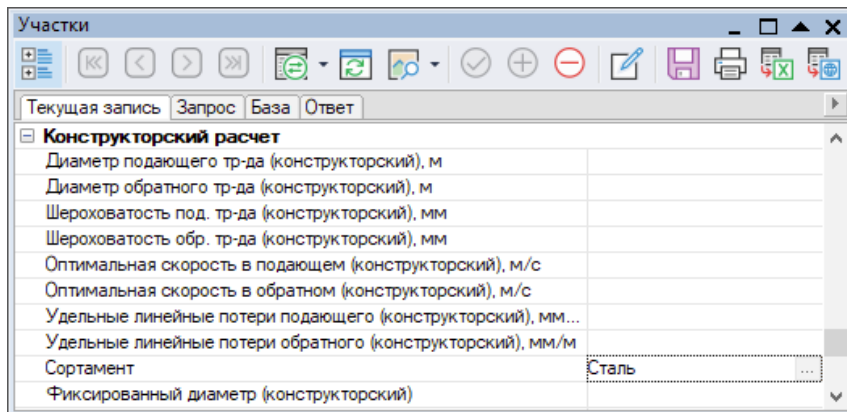 Участки
Текущая запись Запрос База Ответ
Конструкторский расчет
Диаметр подающего тр-да (конструкторский), м
Диаметр обратного тр-да (конструкторский), м
Шероховатость под. тр-да (конструкторский), мм
Шероховатость обр. тр-да (конструкторский), мм
Оптимальная скорость в подающем (конструкторский), м/с
Оптимальная скорость в обратном (конструкторский), м/с
Удельные линейные потери подающего (конструкторский), мм...
Удельные линейные потери обратного (конструкторский), мм/м
Сортамент Сталь ...
Фиксированный диаметр (конструкторский)